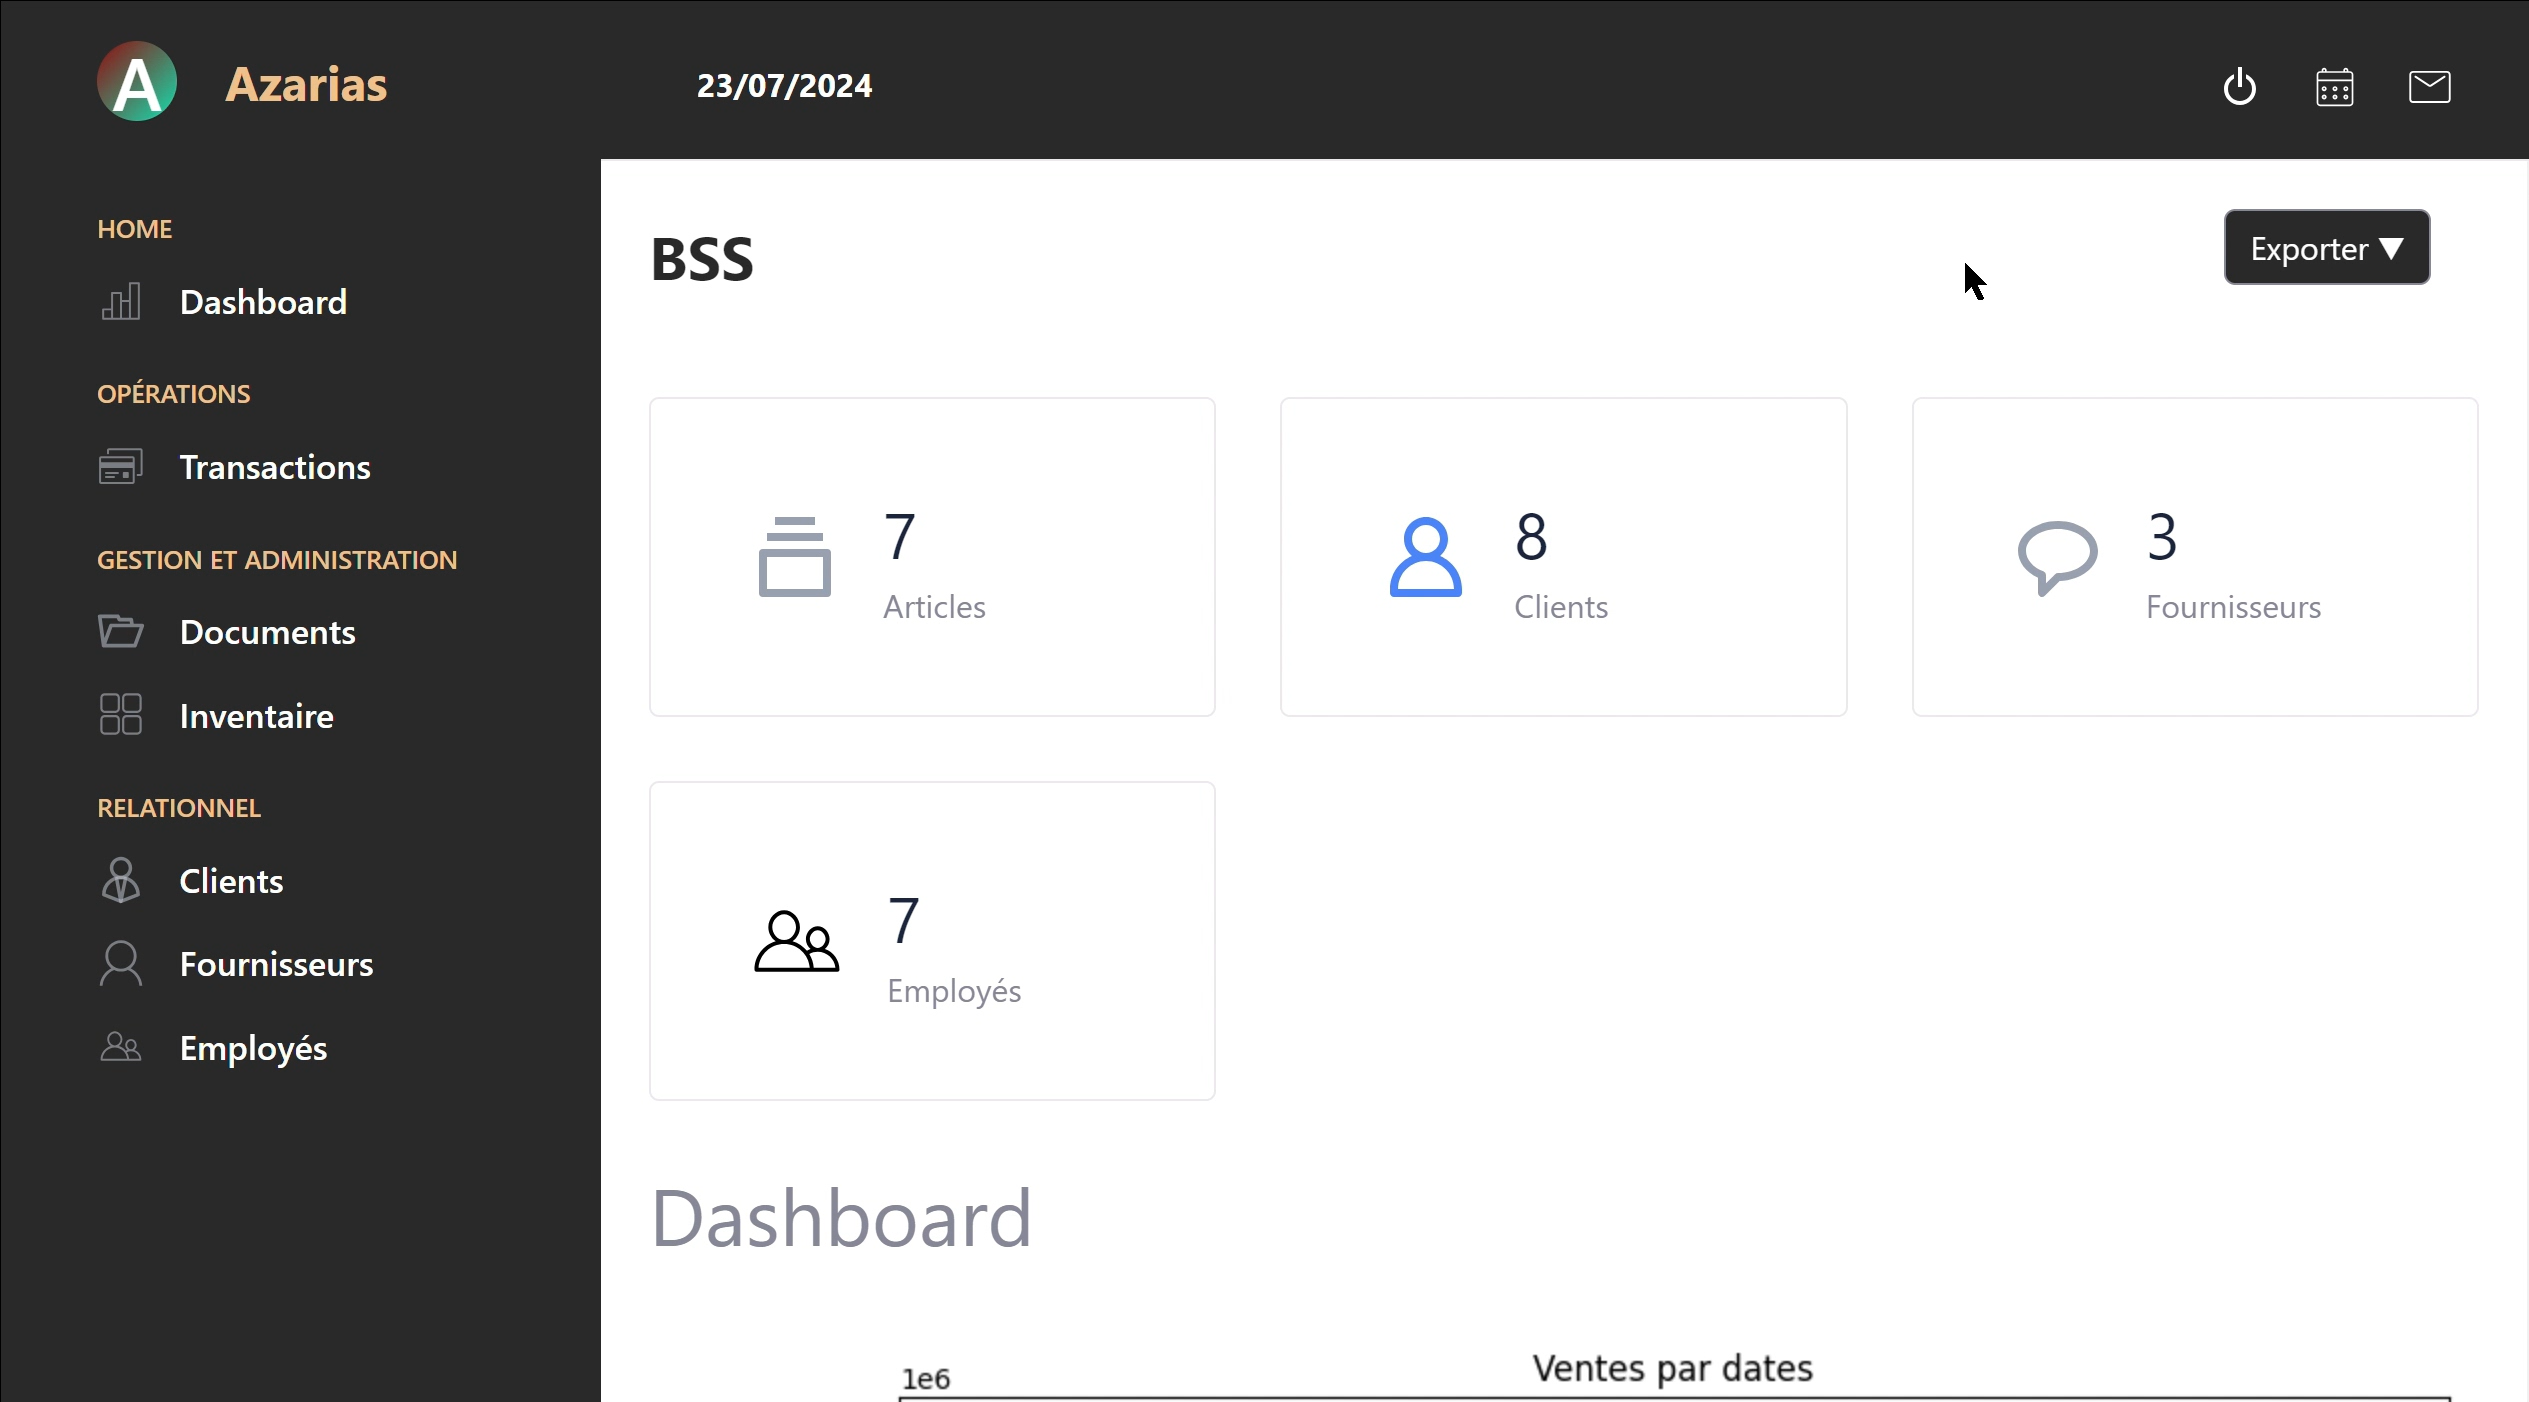 A
Azarias
23/07/2024
HOME
Dashboard
OPÉRATIONS
Transactions
GESTION ET ADMINISTRATION
Documents
Inventaire
RELATIONNEL
Clients
Fournisseurs
Employés
BSS
Exporter ▼
7
Articles
8
Clients
3
Fournisseurs
7
Employés
Dashboard
Ventes par dates
1e6